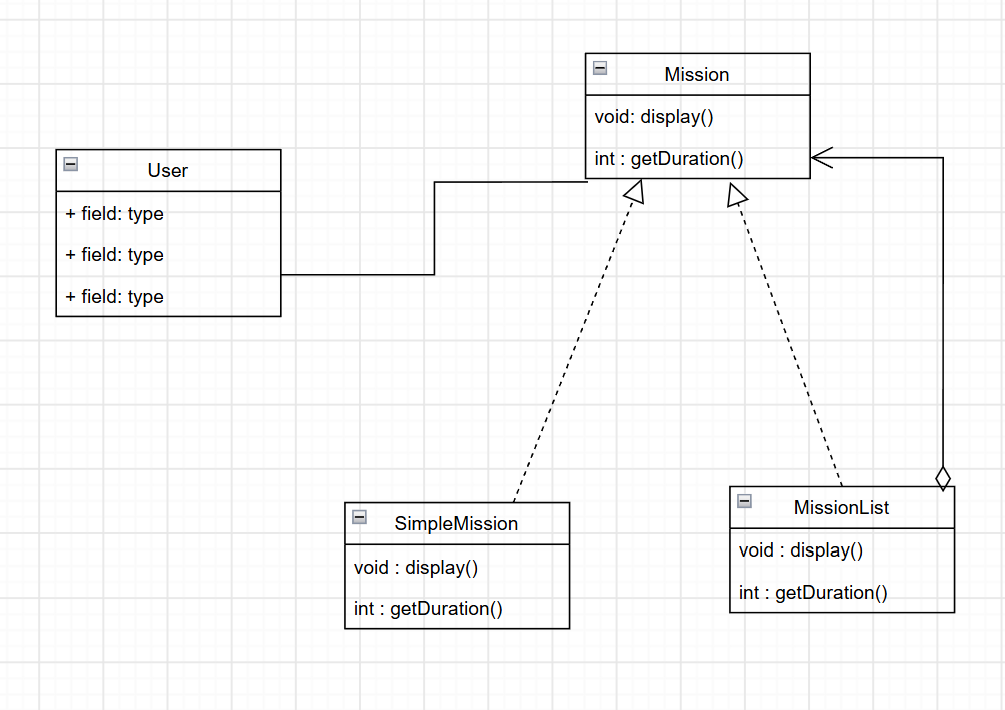 Mission
void: display()
int : getDuration()
User
+ field: type
+ field: type
+ field: type
SimpleMission
void : display()
int : getDuration()
MissionList
void : display()
int : getDuration()